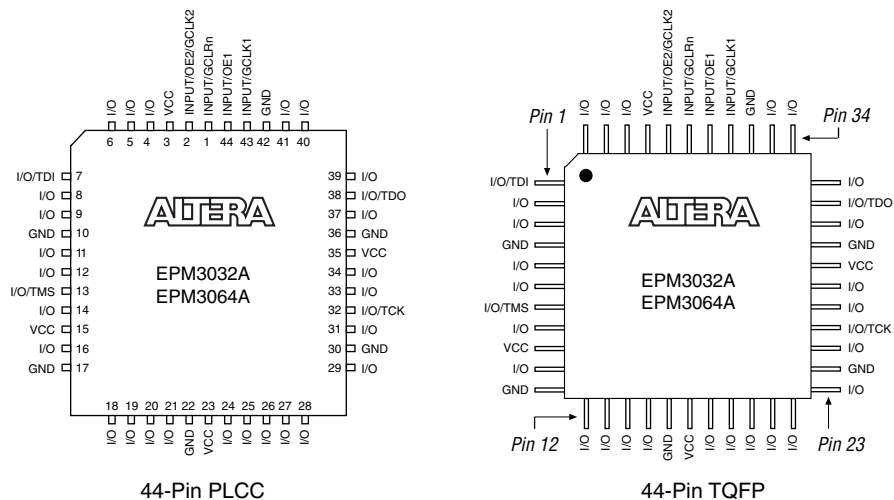 I/O I/O I/O VCC INPUT/OE2/GCLK2 INPUT/GCLRn INPUT/OE1 INPUT/GCLK1 GND I/O I/O
6 5 4 3 2 1 44 43 42 41 40
I/O/TDI 7
I/O 8
I/O 9
GND 10
I/O 11
I/O 12
I/O/TMS 13
I/O 14
VCC 15
I/O 16
GND 17
ALTERA
EPM3032A
EPM3064A
39 I/O
38 I/O/TDO
37 I/O
36 GND
35 VCC
34 I/O
33 I/O
32 I/O/TCK
31 I/O
30 GND
29 I/O
18 19 20 21 22 23 24 25 26 27 28
I/O I/O I/O I/O GND VCC I/O I/O I/O I/O I/O
44-Pin PLCC
I/O I/O I/O VCC INPUT/OE2/GCLK2 INPUT/GCLRn INPUT/OE1 INPUT/GCLK1 GND I/O I/O
Pin 1
Pin 34
I/O/TDI
I/O
I/O
GND
I/O
I/O
I/O/TMS
I/O
VCC
I/O
GND
ALTERA
EPM3032A
EPM3064A
I/O
I/O/TDO
I/O
GND
VCC
I/O
I/O
I/O/TCK
I/O
GND
I/O
Pin 12
Pin 23
I/O I/O I/O I/O GND VCC I/O I/O I/O I/O I/O
44-Pin TQFP